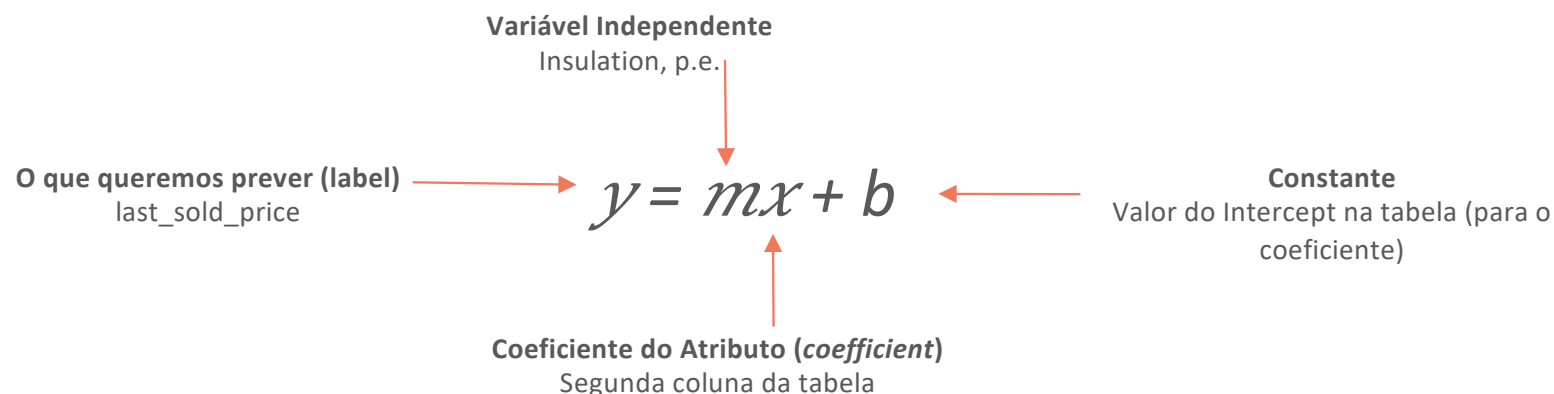 Variável Independente
Insulation, p.e.
O que queremos prever (label)
last_sold_price
y = mx + b
Constante
Valor do Intercept na tabela (para o
coeficiente)
Coeficiente do Atributo (coefficient)
Segunda coluna da tabela